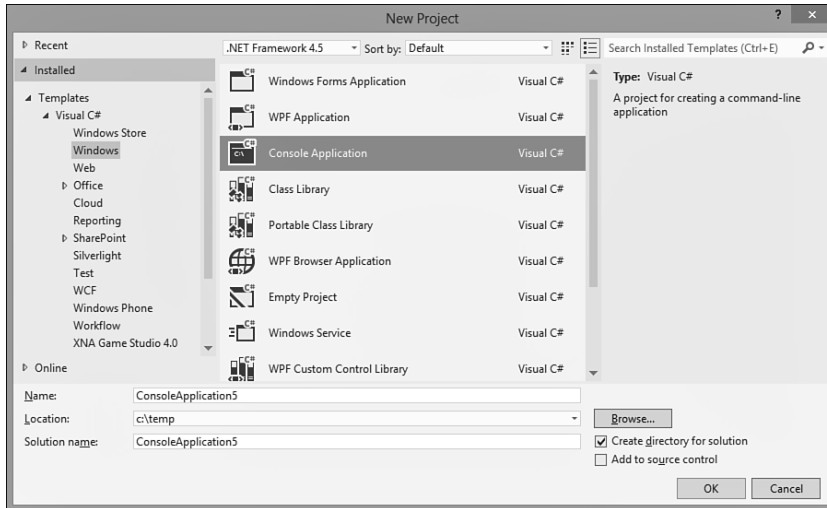 New Project
? ×
Recent
Installed
Templates
Visual C#
Windows Store
Windows
Web
Office
Cloud
Reporting
SharePoint
Silverlight
Test
WCF
Windows Phone
Workflow
XNA Game Studio 4.0
Online
.NET Framework 4.5
Sort by: Default
Search Installed Templates (Ctrl+E)
C# Windows Forms Application Visual C#
C# WPF Application Visual C#
C# C:\ Console Application Visual C#
C# Class Library Visual C#
C# Portable Class Library Visual C#
C# WPF Browser Application Visual C#
C# Empty Project Visual C#
C# Windows Service Visual C#
C# WPF Custom Control Library Visual C#
Type: Visual C#
A project for creating a command-line
application
Name: ConsoleApplication5
Location: c:\temp
Browse...
Solution name: ConsoleApplication5
Create directory for solution
Add to source control
OK Cancel